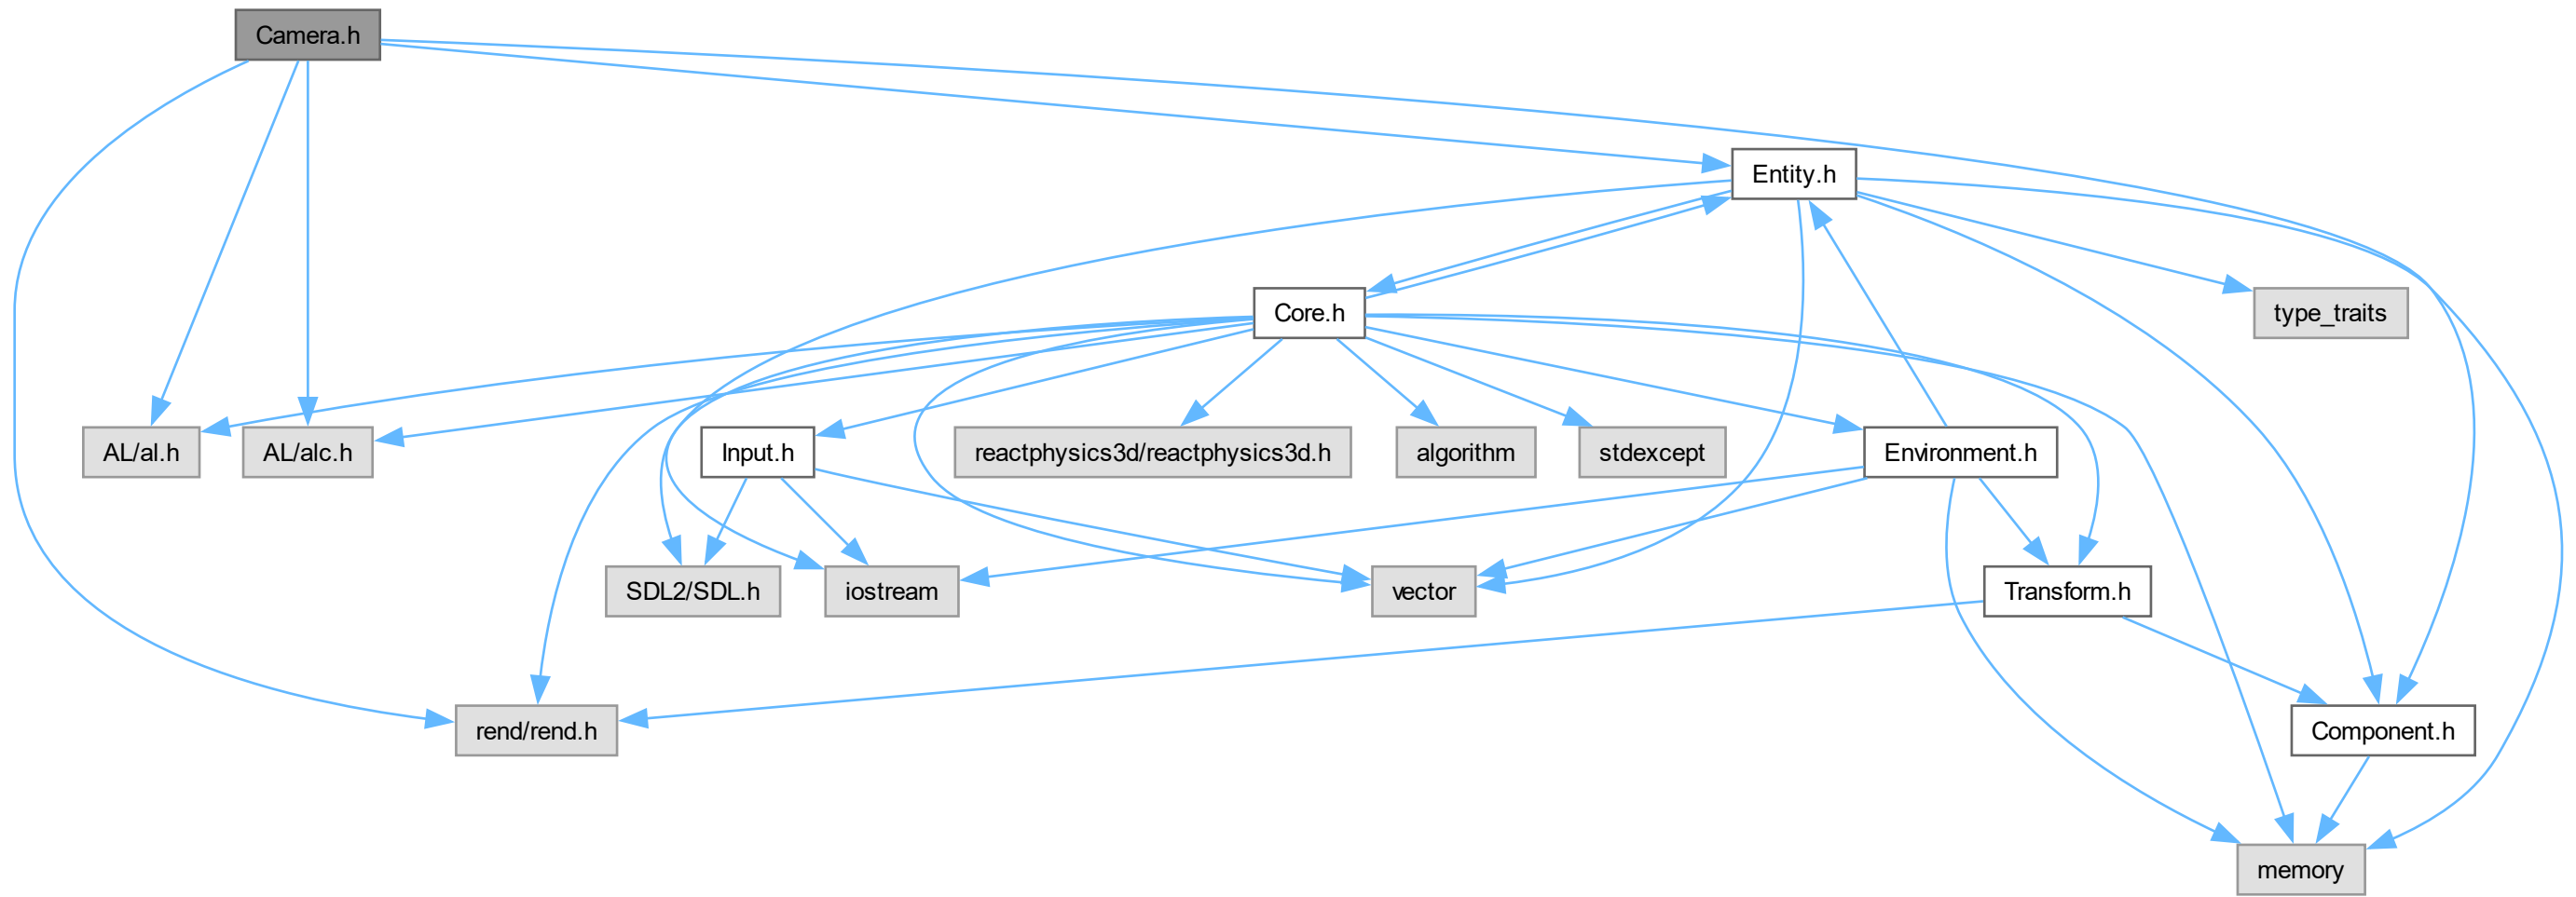 Camera.h
Entity.h
Core.h
type_traits
AL/al.h
AL/alc.h
Input.h
reactphysics3d/reactphysics3d.h
algorithm
stdexcept
Environment.h
SDL2/SDL.h
iostream
vector
Transform.h
rend/rend.h
Component.h
memory